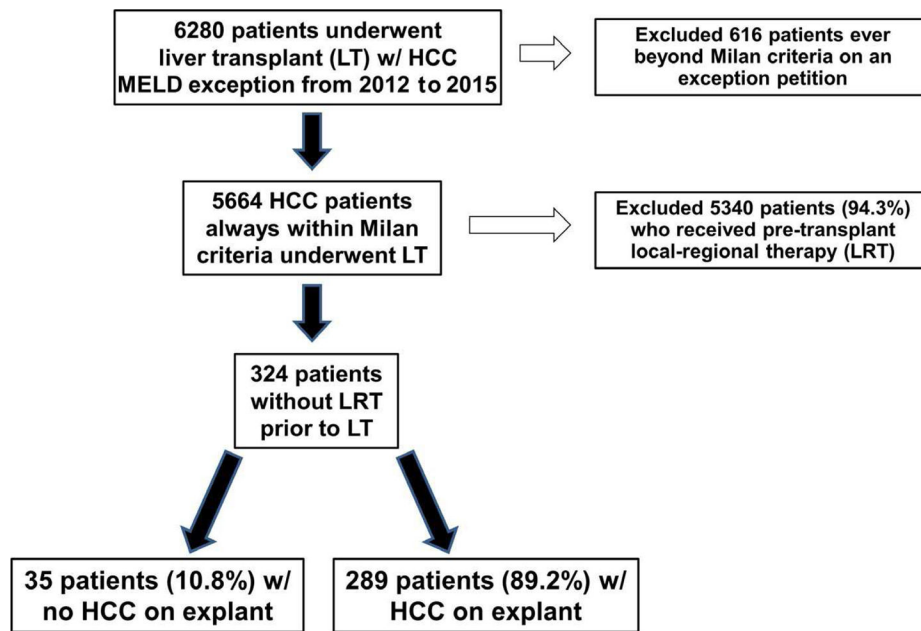 6280 patients underwent
liver transplant (LT) w/ HCC
MELD exception from 2012 to 2015
Excluded 616 patients ever
beyond Milan criteria on an
exception petition
5664 HCC patients
always within Milan
criteria underwent LT
Excluded 5340 patients (94.3%)
who received pre-transplant
local-regional therapy (LRT)
324 patients
without LRT
prior to LT
35 patients (10.8%) w/
no HCC on explant
289 patients (89.2%) w/
HCC on explant